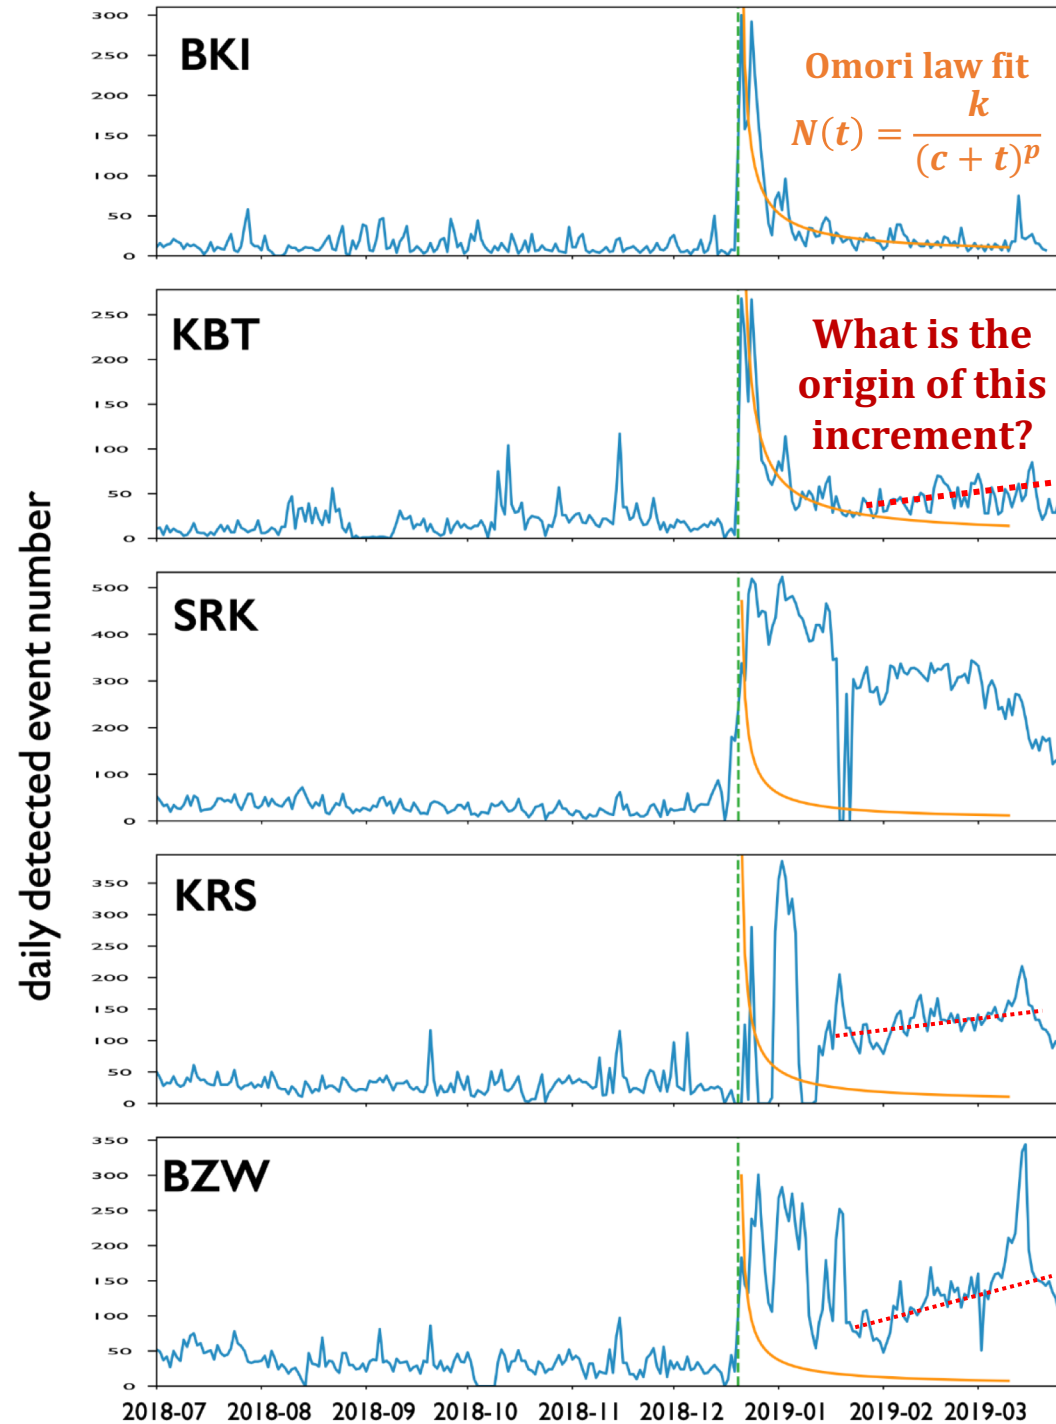 daily detected event number
300
250
200
150
100
50
0
BKI
Omori law fit
N(t) = k / (c + t)^p
250
200
150
100
50
0
KBT
What is the
origin of this
increment?
500
400
300
200
100
0
SRK
350
300
250
200
150
100
50
0
KRS
350
300
250
200
150
100
50
0
BZW
2018-07 2018-08 2018-09 2018-10 2018-11 2018-12 2019-01 2019-02 2019-03